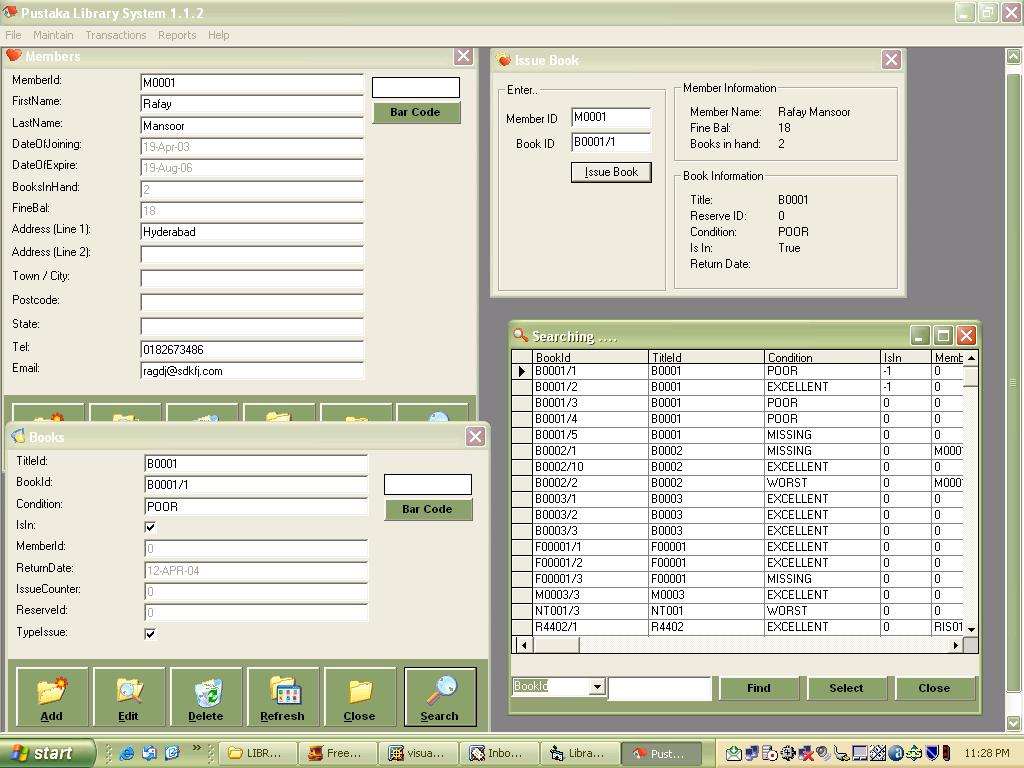 Pustaka Library System 1.1.2
File Maintain Transactions Reports Help
Members
MemberId: M0001
FirstName: Rafay
LastName: Mansoor
DateOfJoining: 19-Apr-03
DateOfExpire: 19-Aug-06
BooksInHand: 2
FineBal: 18
Address (Line 1): Hyderabad
Address (Line 2):
Town / City:
Postcode:
State:
Tel: 0182673486
Email: ragdj@sdkfj.com
Bar Code
Issue Book
Enter..
Member ID M0001
Book ID B0001/1
Issue Book
Member Information
Member Name: Rafay Mansoor
Fine Bal: 18
Books in hand: 2
Book Information
Title: B0001
Reserve ID: 0
Condition: POOR
Is In: True
Return Date:
Books
TitleId: B0001
BookId: B0001/1
Condition: POOR
IsIn:
MemberId: 0
ReturnDate: 12-APR-04
IssueCounter: 0
ReserveId: 0
TypeIssue:
Bar Code
Add Edit Delete Refresh Close Search
Searching ....
BookId TitleId Condition IsIn Memb
B0001/1 B0001 POOR -1 0
B0001/2 B0001 EXCELLENT -1 0
B0001/3 B0001 POOR 0 0
B0001/4 B0001 POOR 0 0
B0001/5 B0001 MISSING 0 0
B0002/1 B0002 MISSING 0 M000
B0002/10 B0002 EXCELLENT 0 0
B0002/2 B0002 WORST 0 M000
B0003/1 B0003 EXCELLENT 0 0
B0003/2 B0003 EXCELLENT 0 0
B0003/3 B0003 EXCELLENT 0 0
F00001/1 F00001 EXCELLENT 0 0
F00001/2 F00001 EXCELLENT 0 0
F00001/3 F00001 MISSING 0 0
M0003/3 M0003 EXCELLENT 0 0
NT001/3 NT001 WORST 0 0
R4402/1 R4402 EXCELLENT 0 RIS01
BookId Find Select Close
start » LIBR... Free... visua... Inbo... Libra... Pust... 11:28 PM